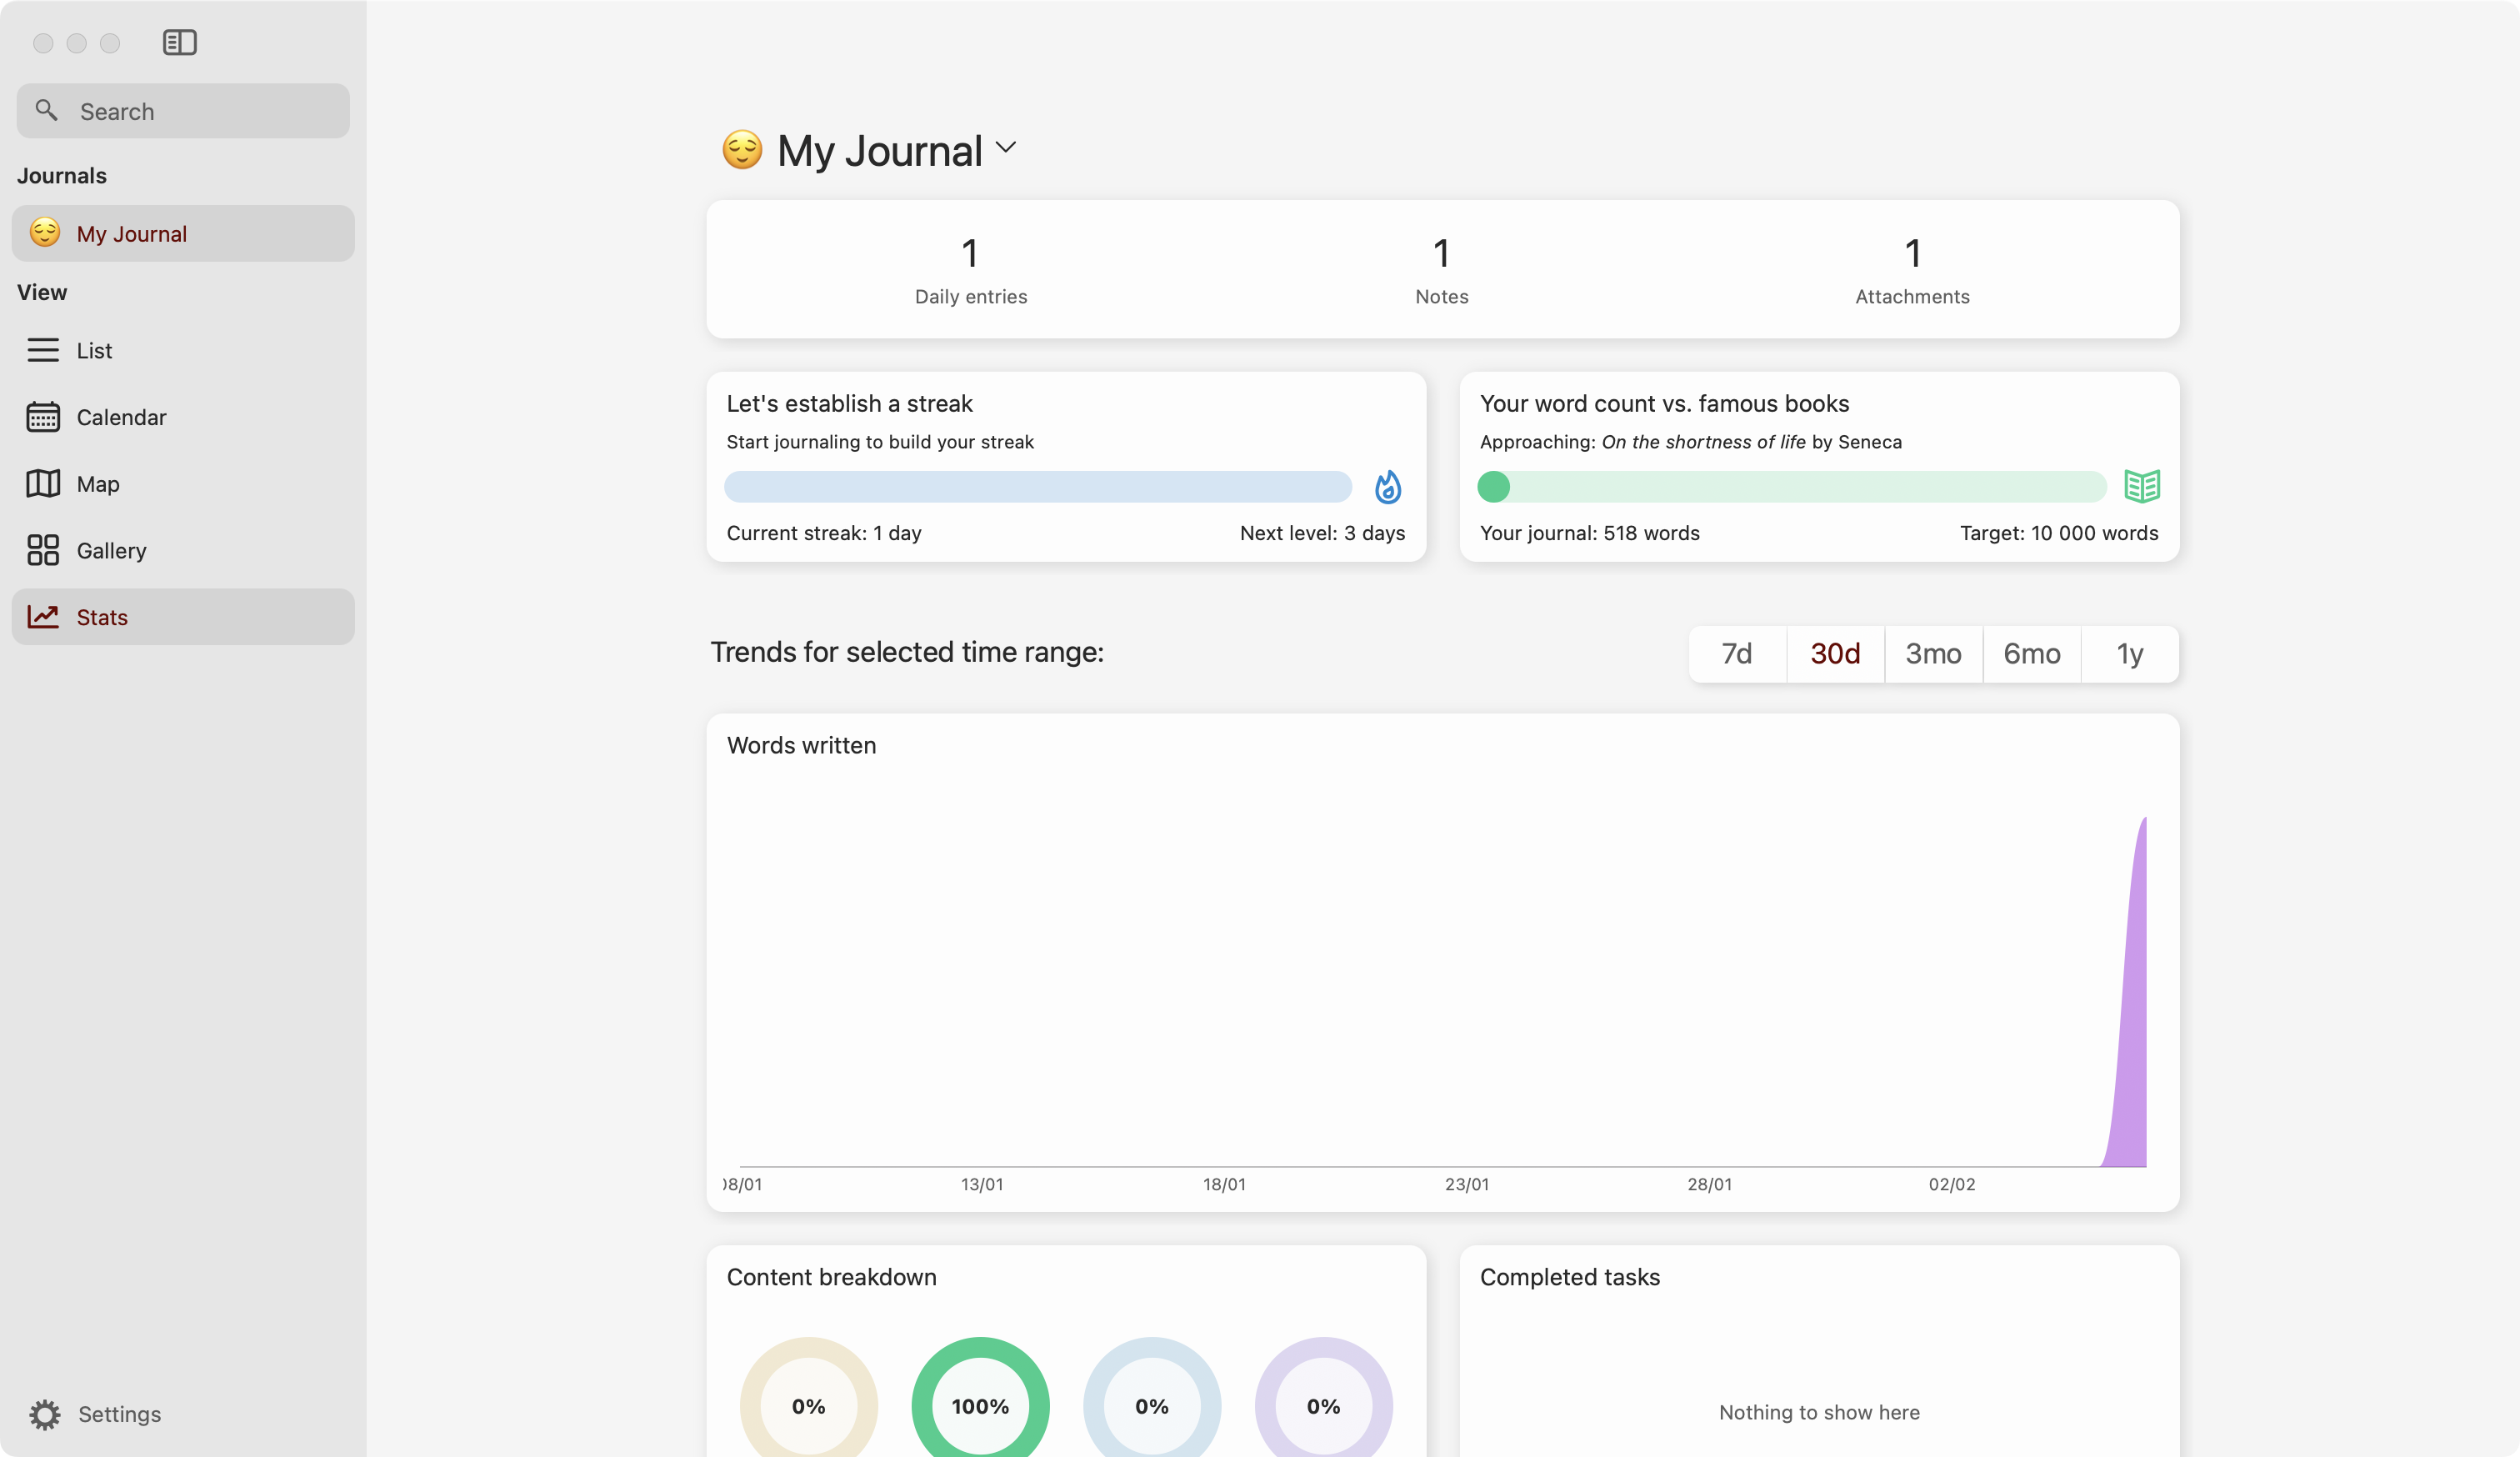 Search
Journals
My Journal
View
List
Calendar
Map
Gallery
Stats
Settings
My Journal
1
Daily entries
1
Notes
1
Attachments
Let's establish a streak
Start journaling to build your streak
Current streak: 1 day
Next level: 3 days
Your word count vs. famous books
Approaching: On the shortness of life by Seneca
Your journal: 518 words
Target: 10 000 words
Trends for selected time range:
7d
30d
3mo
6mo
1y
Words written
08/01
13/01
18/01
23/01
28/01
02/02
Content breakdown
0%
100%
0%
0%
Completed tasks
Nothing to show here